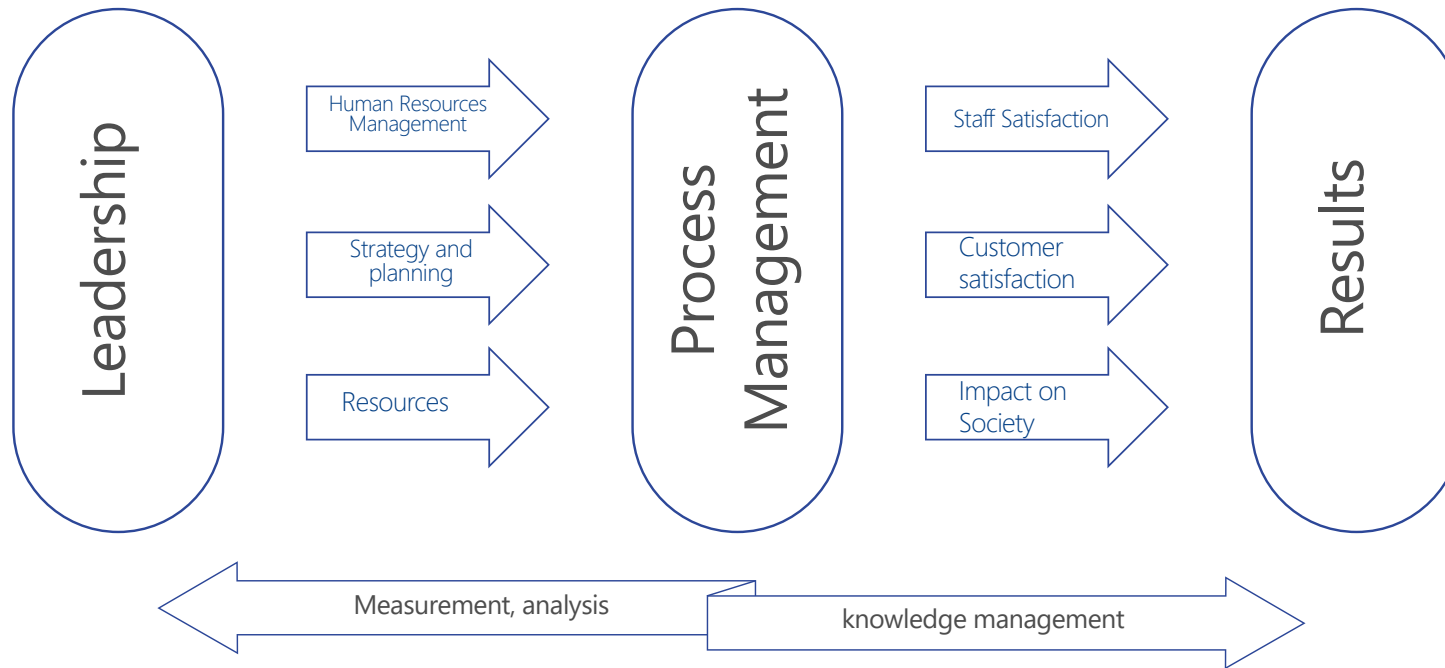 Leadership
Human Resources
Management
Strategy and
planning
Resources
Process
Management
Staff Satisfaction
Customer
satisfaction
Impact on
Society
Results
Measurement, analysis
knowledge management